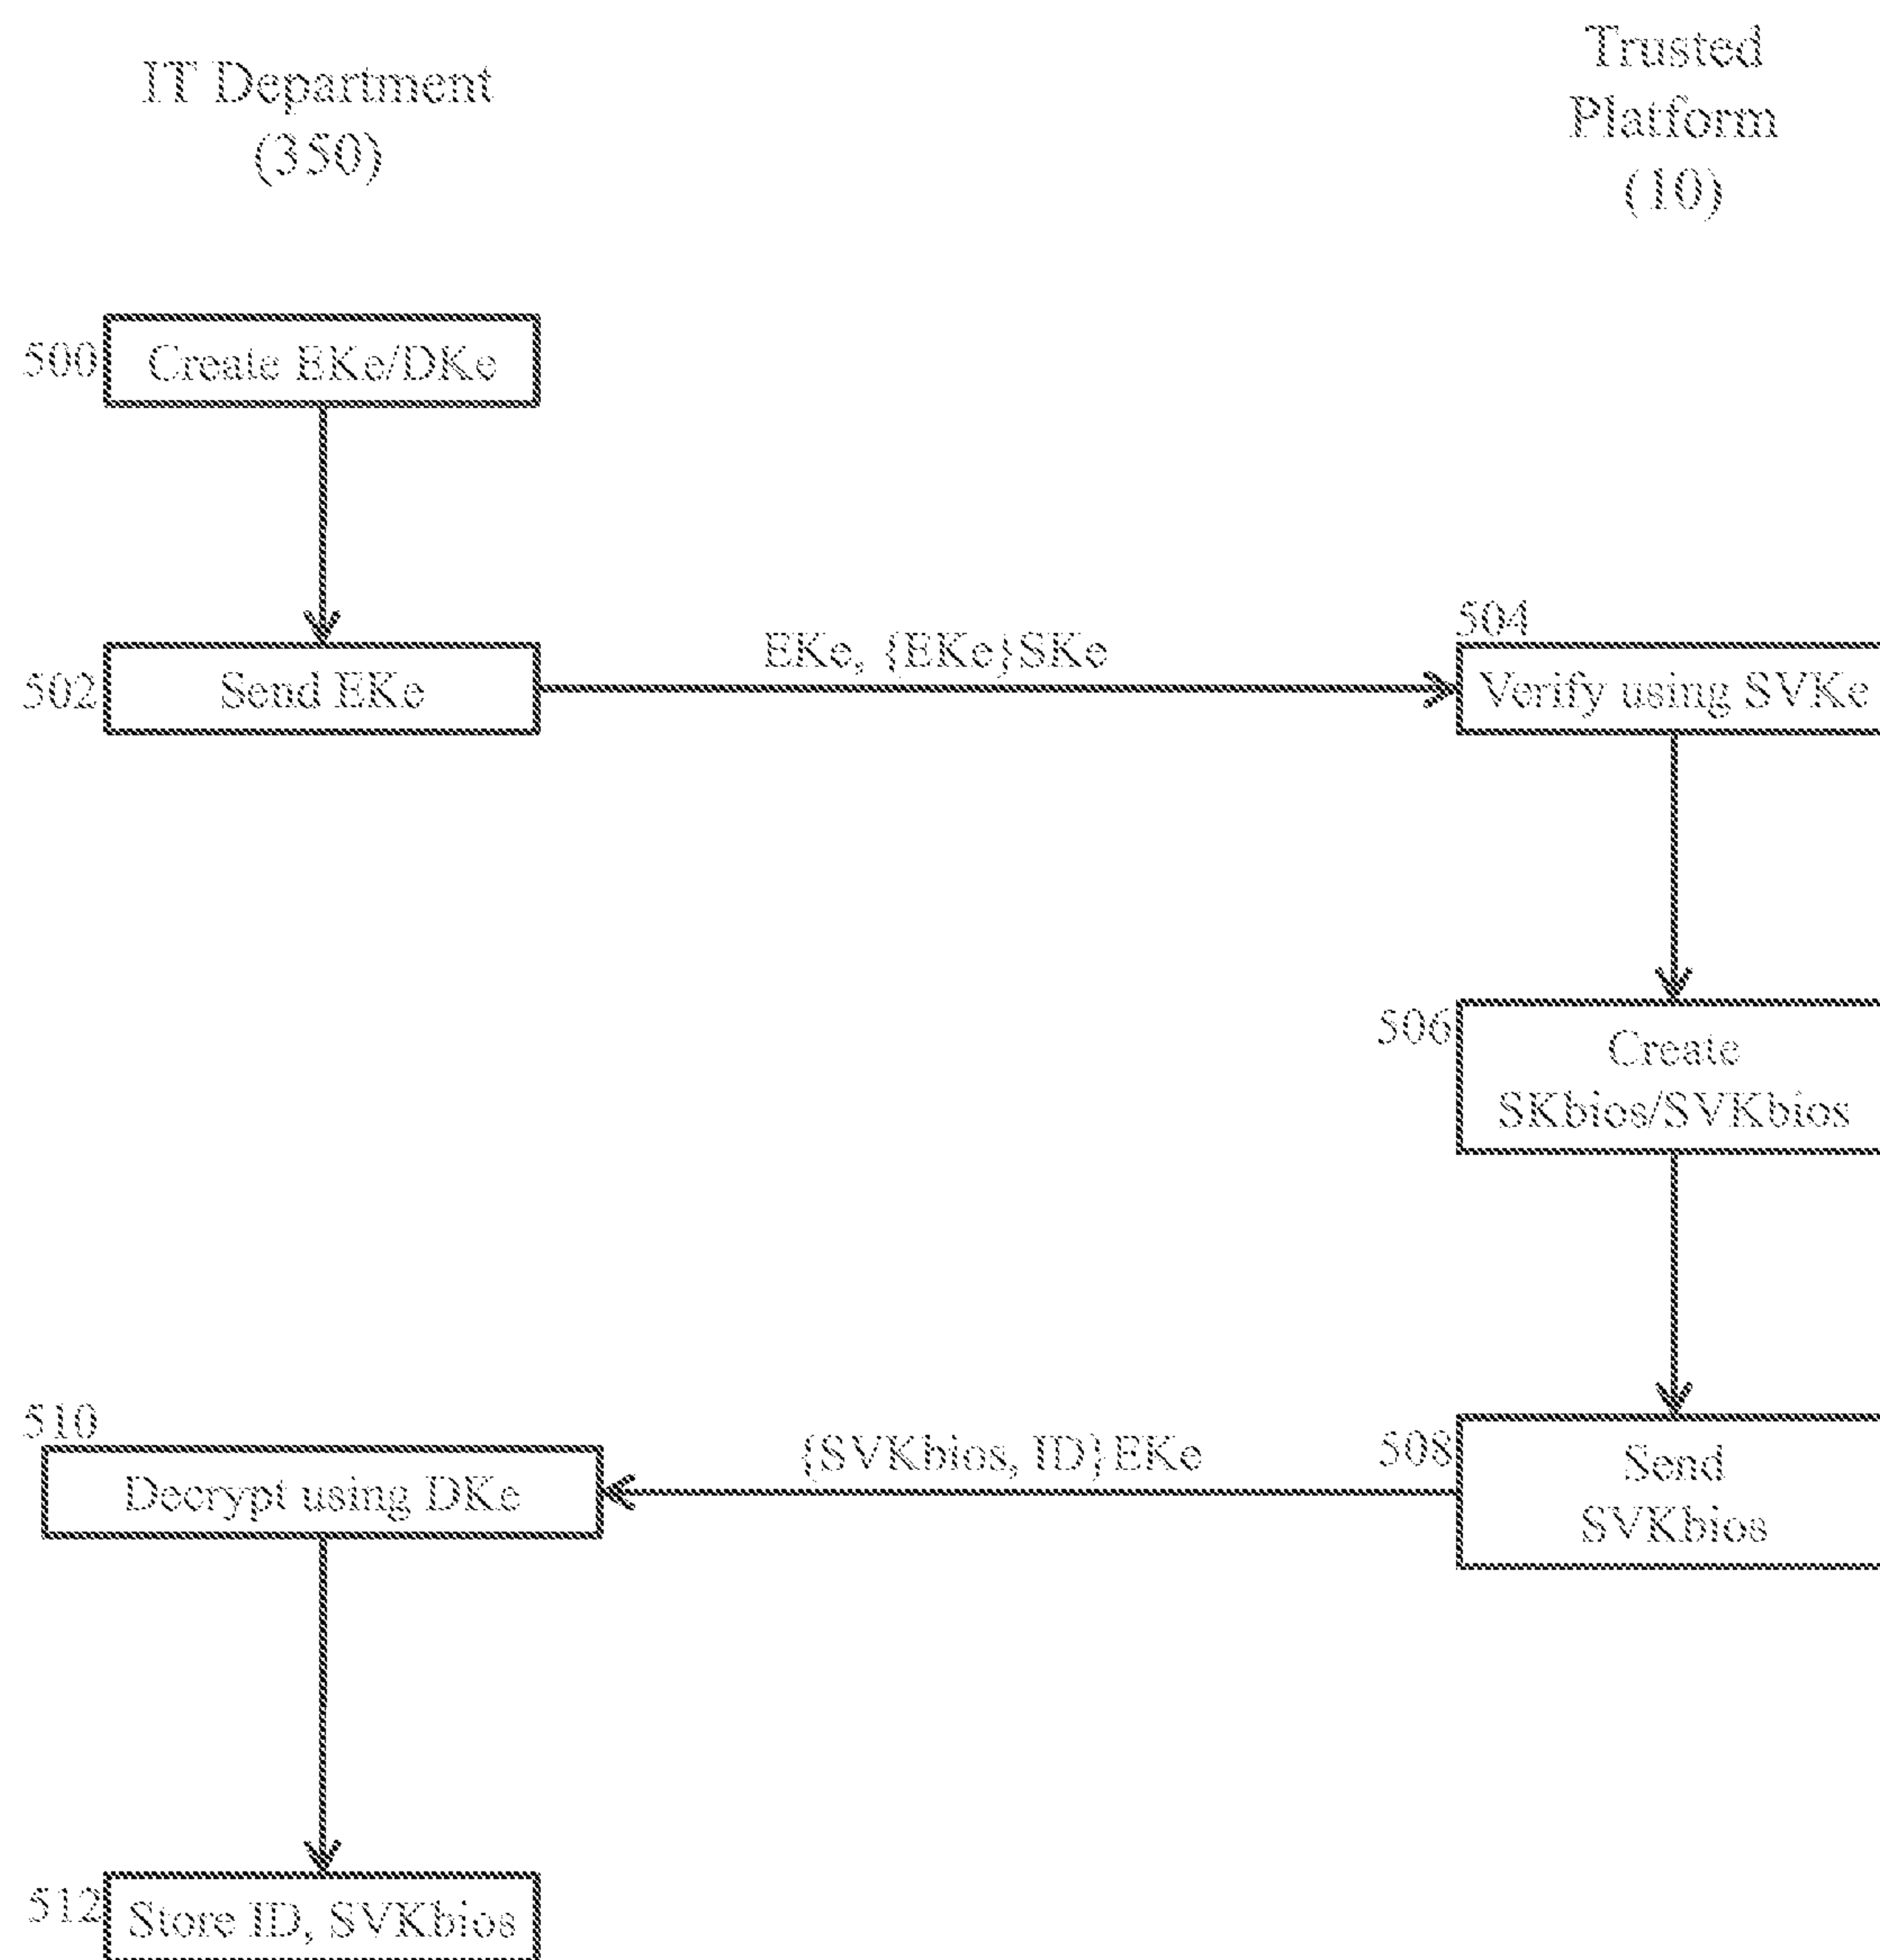 IT Department
(350)
Trusted
Platform
(10)
500
Create EKe/DKe
502
Send EKe
EKe, {EKe}SKe
504
Verify using SVKe
506
Create
SKbios/SVKbios
508
Send
SVKbios
{SVKbios, ID}EKe
510
Decrypt using DKe
512
Store ID, SVKbios